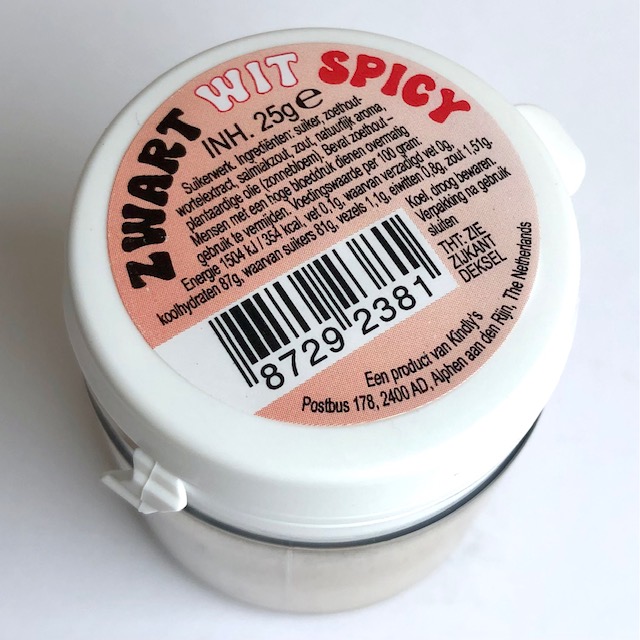 ZWART WIT SPICY
INH. 25g ℮
Suikerwerk. Ingrediënten: suiker, zoethout-
wortelextract, salmiakzout, zout, natuurlijk aroma,
plantaardige olie (zonnebloem). Bevat zoethout –
Mensen met een hoge bloeddruk dienen overmatig
gebruik te vermijden. Voedingswaarde per 100 gram:
Energie 1504 kJ / 354 kcal, vet 0,1g, waarvan verzadigd vet 0g,
koolhydraten 87g, waarvan suikers 81g, vezels 1,1g, eiwitten 0,8g, zout 1,51g.
Koel, droog bewaren.
Verpakking na gebruik
sluiten
THT: ZIE
ZIJKANT
DEKSEL
8729 2381
Een product van Kindly's
Postbus 178, 2400 AD, Alphen aan den Rijn, The Netherlands